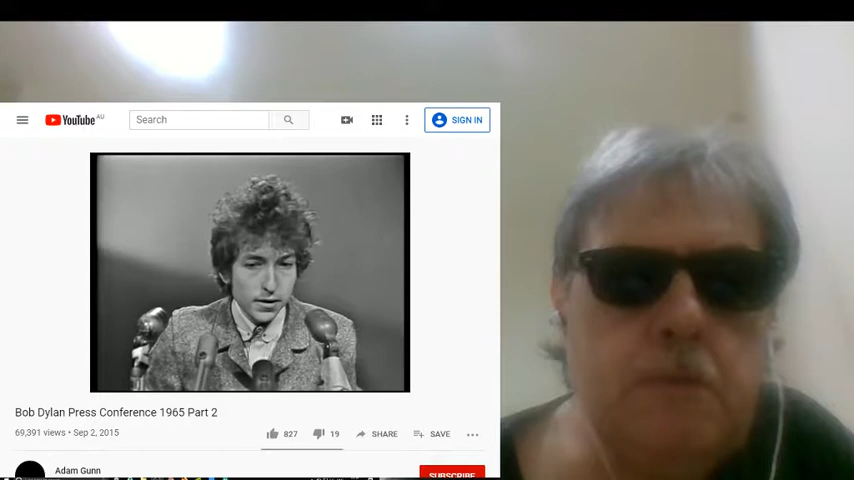 YouTube AU
Search
SIGN IN
Bob Dylan Press Conference 1965 Part 2
69,391 views • Sep 2, 2015
827
19
SHARE
SAVE
Adam Gunn
SUBSCRIBE